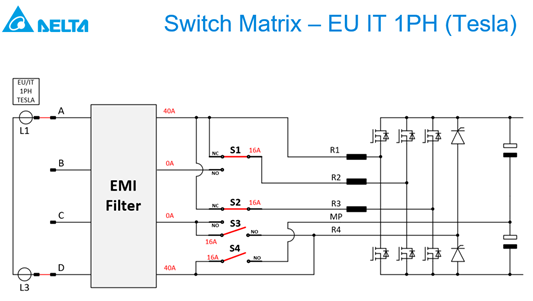 DELTA
Switch Matrix – EU IT 1PH (Tesla)
EU/IT
1PH
TESLA
A
40A
L1
NC
S1
16A
R1
B
0A
NO
R2
EMI
Filter
NC
S2
16A
R3
C
0A
NO
MP
S3
NO
R4
16A
S4
16A
NO
D
40A
L3